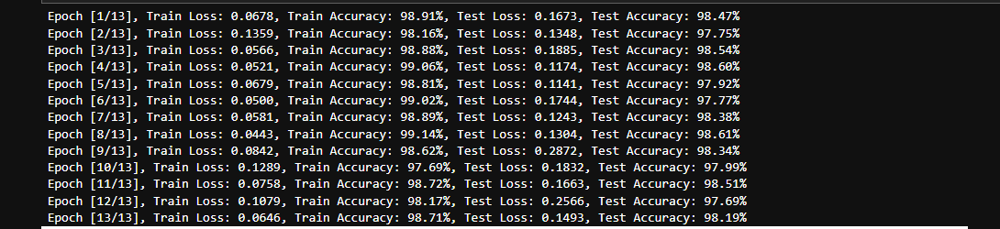 Epoch [1/13], Train Loss: 0.0678, Train Accuracy: 98.91%, Test Loss: 0.1673, Test Accuracy: 98.47%
Epoch [2/13], Train Loss: 0.1359, Train Accuracy: 98.16%, Test Loss: 0.1348, Test Accuracy: 97.75%
Epoch [3/13], Train Loss: 0.0566, Train Accuracy: 98.88%, Test Loss: 0.1885, Test Accuracy: 98.54%
Epoch [4/13], Train Loss: 0.0521, Train Accuracy: 99.06%, Test Loss: 0.1174, Test Accuracy: 98.60%
Epoch [5/13], Train Loss: 0.0679, Train Accuracy: 98.81%, Test Loss: 0.1141, Test Accuracy: 97.92%
Epoch [6/13], Train Loss: 0.0500, Train Accuracy: 99.02%, Test Loss: 0.1744, Test Accuracy: 97.77%
Epoch [7/13], Train Loss: 0.0581, Train Accuracy: 98.89%, Test Loss: 0.1243, Test Accuracy: 98.38%
Epoch [8/13], Train Loss: 0.0443, Train Accuracy: 99.14%, Test Loss: 0.1304, Test Accuracy: 98.61%
Epoch [9/13], Train Loss: 0.0842, Train Accuracy: 98.62%, Test Loss: 0.2872, Test Accuracy: 98.34%
Epoch [10/13], Train Loss: 0.1289, Train Accuracy: 97.69%, Test Loss: 0.1832, Test Accuracy: 97.99%
Epoch [11/13], Train Loss: 0.0758, Train Accuracy: 98.72%, Test Loss: 0.1663, Test Accuracy: 98.51%
Epoch [12/13], Train Loss: 0.1079, Train Accuracy: 98.17%, Test Loss: 0.2566, Test Accuracy: 97.69%
Epoch [13/13], Train Loss: 0.0646, Train Accuracy: 98.71%, Test Loss: 0.1493, Test Accuracy: 98.19%